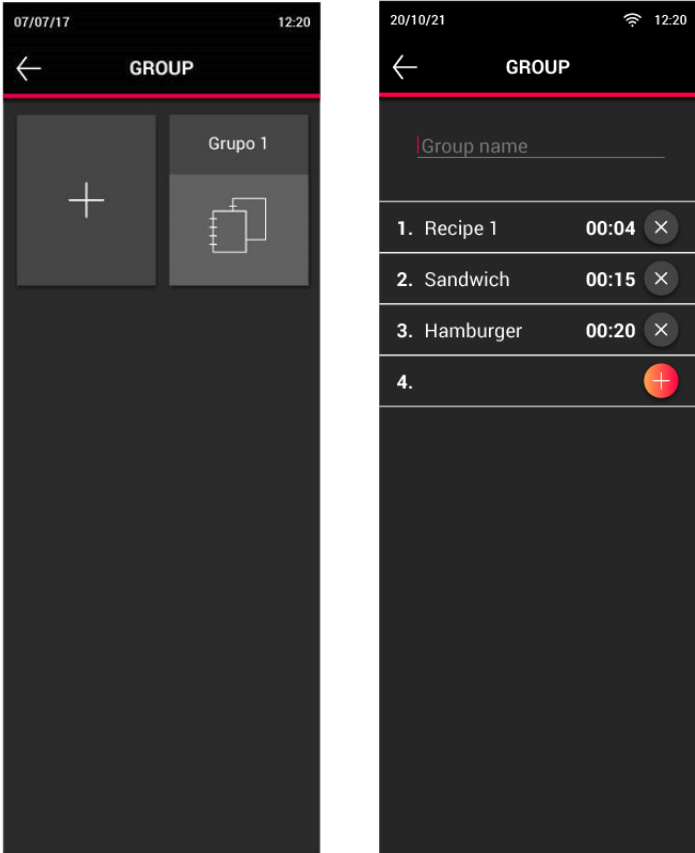 07/07/17 12:20
GROUP
Grupo 1
20/10/21 12:20
GROUP
Group name
1. Recipe 1 00:04
2. Sandwich 00:15
3. Hamburger 00:20
4.